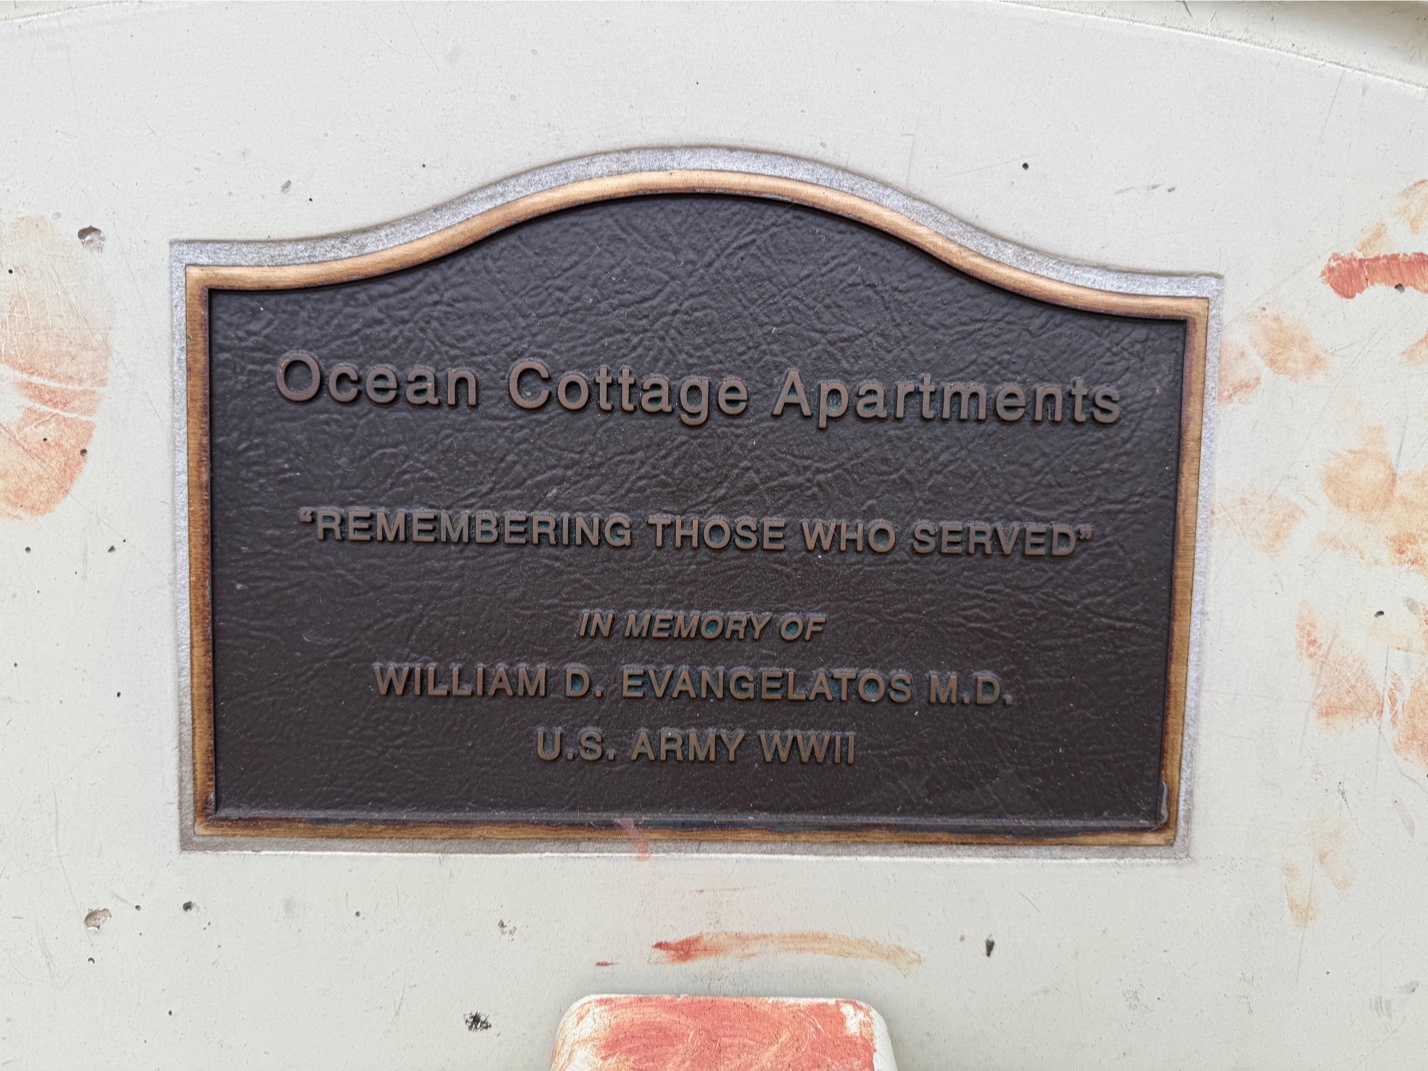 Ocean Cottage Apartments
“REMEMBERING THOSE WHO SERVED”
IN MEMORY OF
WILLIAM D. EVANGELATOS M.D.
U.S. ARMY WWII